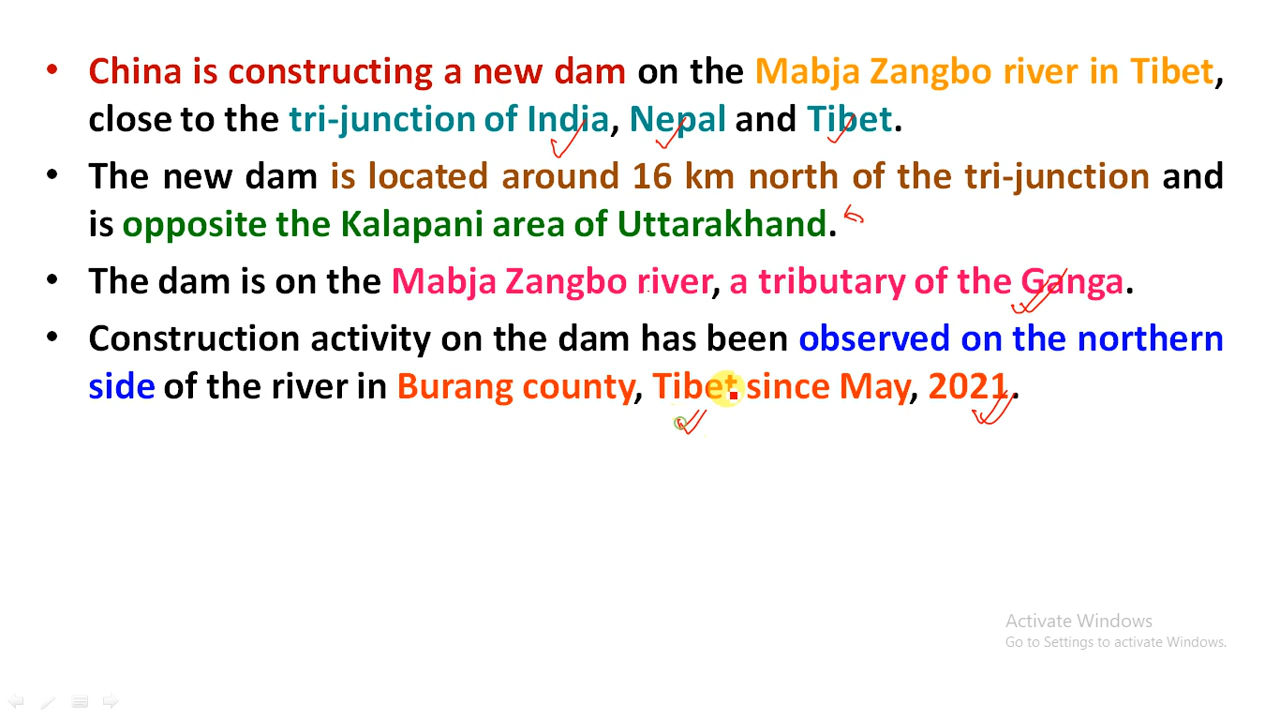 • China is constructing a new dam on the Mabja Zangbo river in Tibet,
close to the tri-junction of India, Nepal and Tibet.
• The new dam is located around 16 km north of the tri-junction and
is opposite the Kalapani area of Uttarakhand.
• The dam is on the Mabja Zangbo river, a tributary of the Ganga.
• Construction activity on the dam has been observed on the northern
side of the river in Burang county, Tibet since May, 2021.
Activate Windows
Go to Settings to activate Windows.